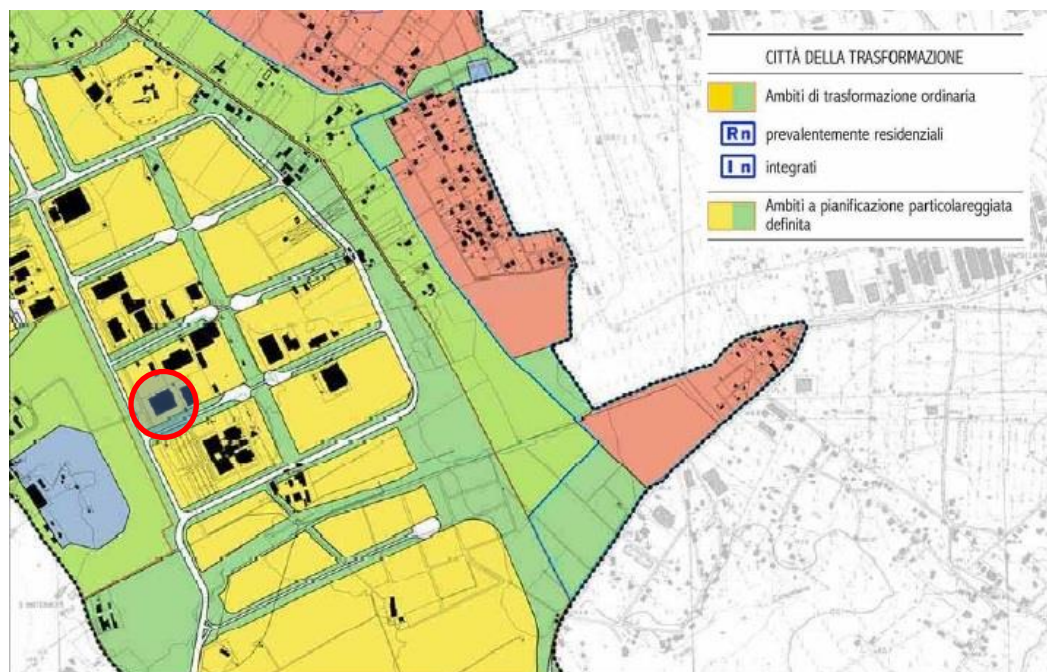 CITTÀ DELLA TRASFORMAZIONE
Ambiti di trasformazione ordinaria
Rn prevalentemente residenziali
In integrati
Ambiti a pianificazione particolareggiata
definita